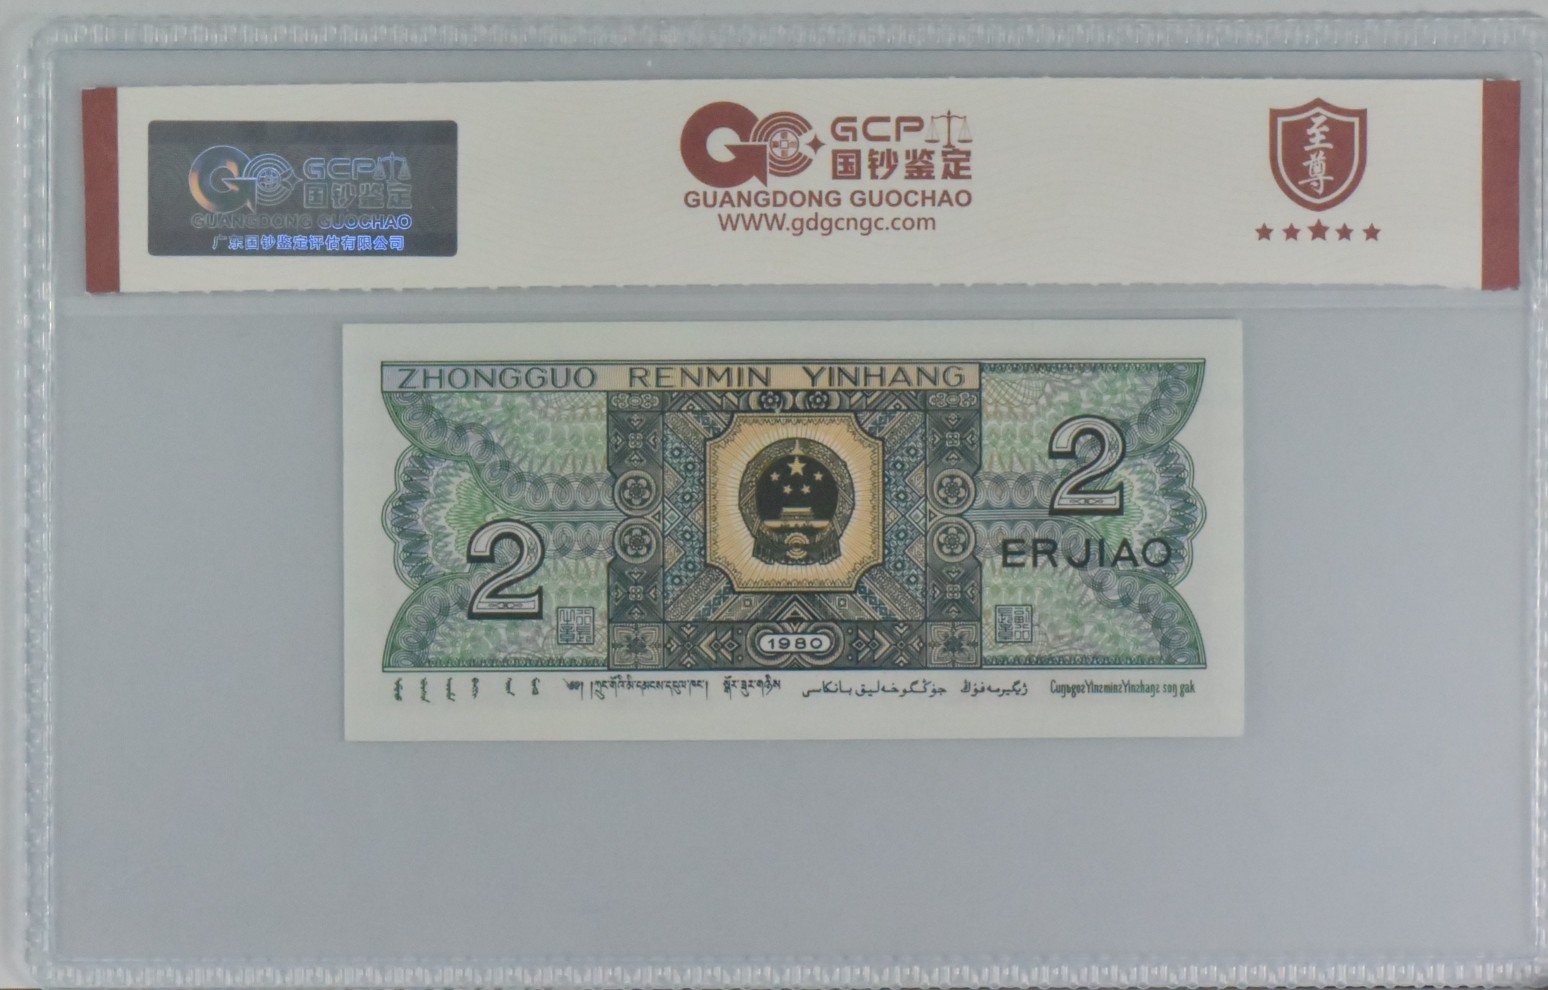 GCP
国钞鉴定
GUANGDONG GUOCHAO
广东国钞鉴定评估有限公司
GCP
国钞鉴定
GUANGDONG GUOCHAO
WWW.gdgcngc.com
至尊
ZHONGGUO RENMIN YINHANG
2
ERJIAO
2
1980
جۇڭگوخەلىق بانكاسى